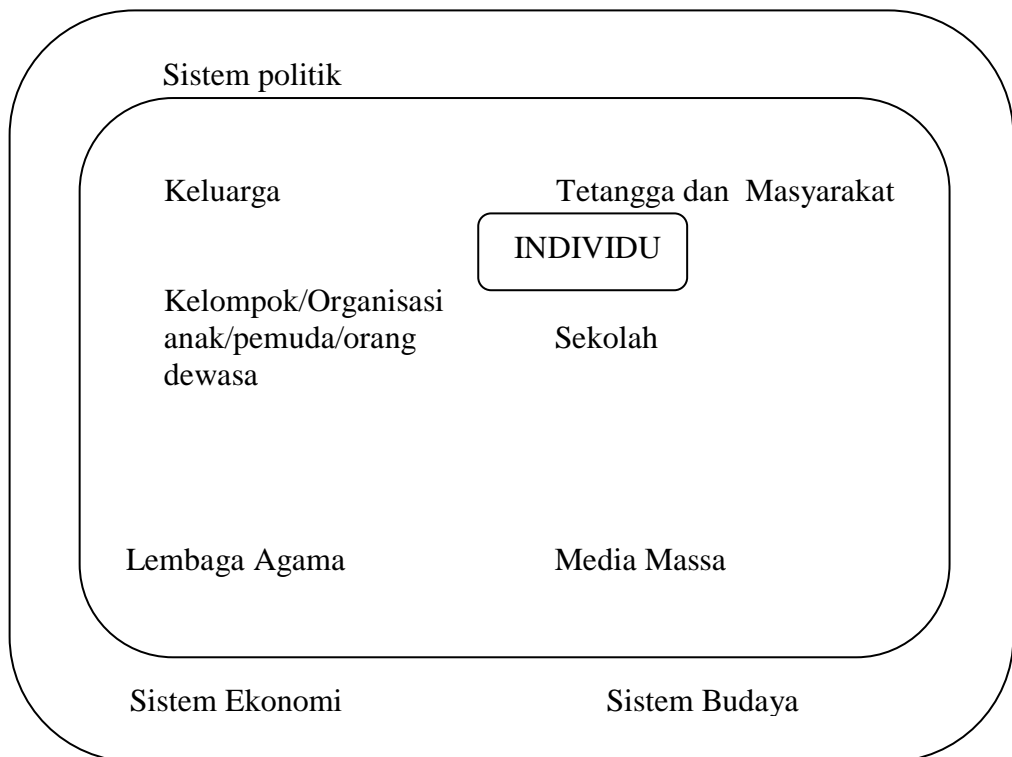 Sistem politik
Keluarga
Tetangga dan Masyarakat
INDIVIDU
Kelompok/Organisasi
anak/pemuda/orang
dewasa
Sekolah
Lembaga Agama
Media Massa
Sistem Ekonomi
Sistem Budaya